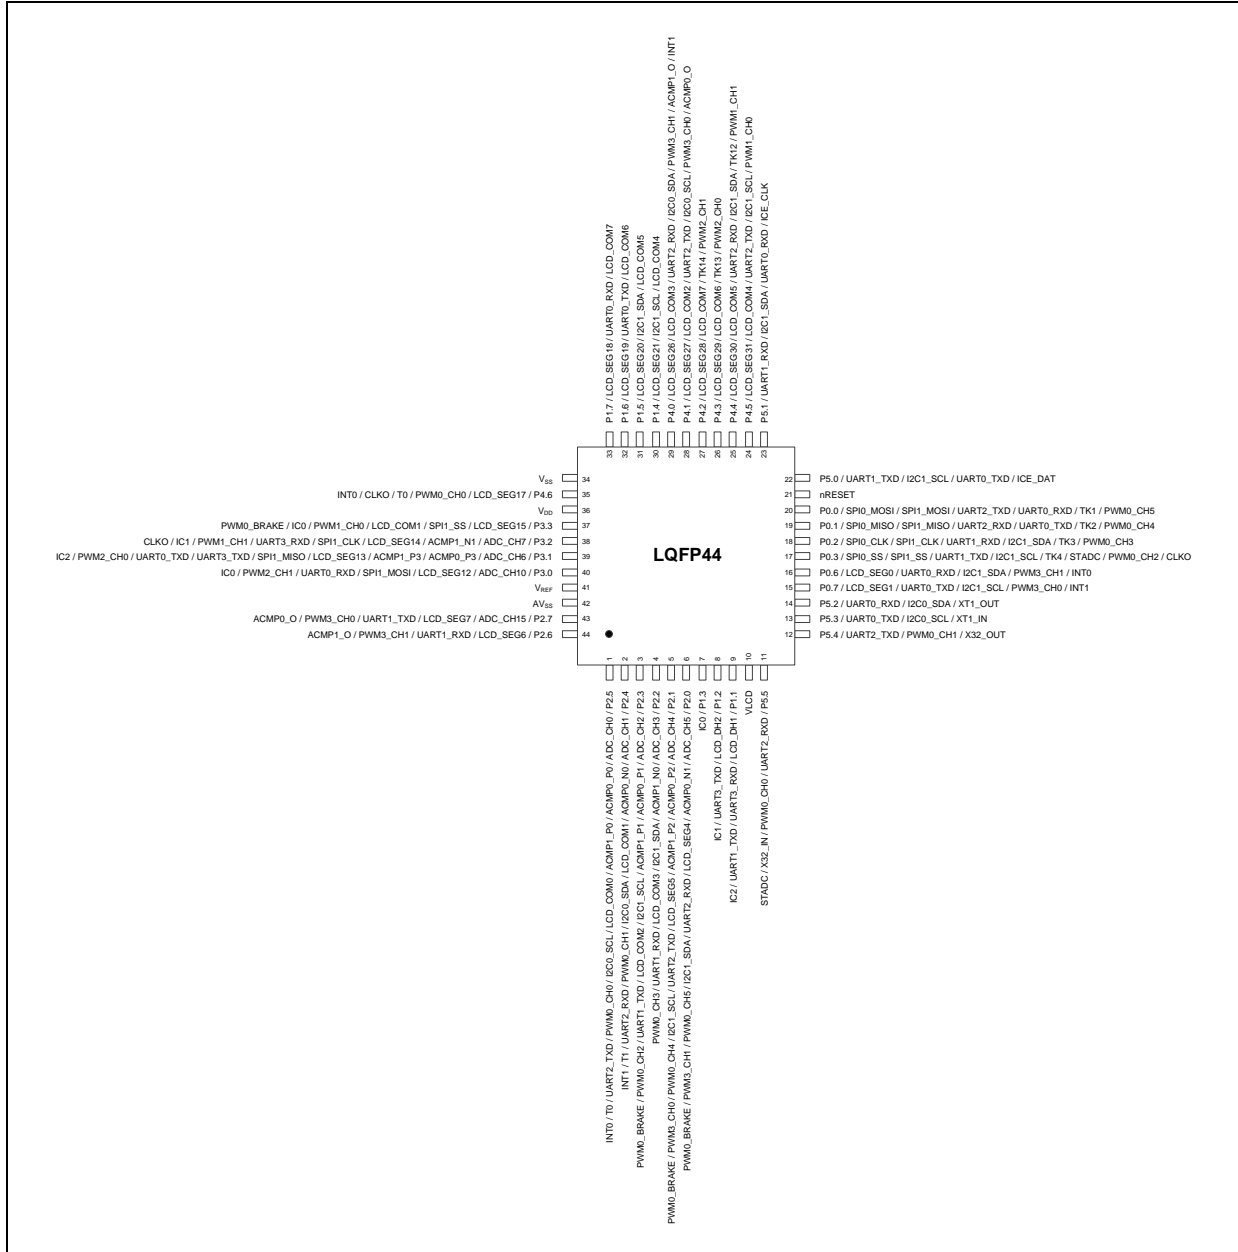 P1.7 / LCD_SEG18 / UART0_RXD / LCD_COM7
P1.6 / LCD_SEG19 / UART0_TXD / LCD_COM6
P1.5 / LCD_SEG20 / I2C1_SDA / LCD_COM5
P1.4 / LCD_SEG21 / I2C1_SCL / LCD_COM4
P4.0 / LCD_SEG26 / LCD_COM3 / UART2_RXD / I2C0_SDA / PWM3_CH1 / ACMP1_O / INT1
P4.1 / LCD_SEG27 / LCD_COM2 / UART2_TXD / I2C0_SCL / PWM3_CH0 / ACMP0_O
P4.2 / LCD_SEG28 / LCD_COM7 / TK14 / PWM2_CH1
P4.3 / LCD_SEG29 / LCD_COM6 / TK13 / PWM2_CH0
P4.4 / LCD_SEG30 / LCD_COM5 / UART2_RXD / I2C1_SDA / TK12 / PWM1_CH1
P4.5 / LCD_SEG31 / LCD_COM4 / UART2_TXD / I2C1_SCL / PWM1_CH0
P5.1 / UART1_RXD / I2C1_SDA / UART0_RXD / ICE_CLK
33 32 31 30 29 28 27 26 25 24 23
VSS 34
INT0 / CLKO / T0 / PWM0_CH0 / LCD_SEG17 / P4.6 35
VDD 36
PWM0_BRAKE / IC0 / PWM1_CH0 / LCD_COM1 / SPI1_SS / LCD_SEG15 / P3.3 37
CLKO / IC1 / PWM1_CH1 / UART3_RXD / SPI1_CLK / LCD_SEG14 / ACMP1_N1 / ADC_CH7 / P3.2 38
IC2 / PWM2_CH0 / UART0_TXD / UART3_TXD / SPI1_MISO / LCD_SEG13 / ACMP1_P3 / ACMP0_P3 / ADC_CH6 / P3.1 39
IC0 / PWM2_CH1 / UART0_RXD / SPI1_MOSI / LCD_SEG12 / ADC_CH10 / P3.0 40
VREF 41
AVSS 42
ACMP0_O / PWM3_CH0 / UART1_TXD / LCD_SEG7 / ADC_CH15 / P2.7 43
ACMP1_O / PWM3_CH1 / UART1_RXD / LCD_SEG6 / P2.6 44
LQFP44
22 P5.0 / UART1_TXD / I2C1_SCL / UART0_TXD / ICE_DAT
21 nRESET
20 P0.0 / SPI0_MOSI / SPI1_MOSI / UART2_TXD / UART0_RXD / TK1 / PWM0_CH5
19 P0.1 / SPI0_MISO / SPI1_MISO / UART2_RXD / UART0_TXD / TK2 / PWM0_CH4
18 P0.2 / SPI0_CLK / SPI1_CLK / UART1_RXD / I2C1_SDA / TK3 / PWM0_CH3
17 P0.3 / SPI0_SS / SPI1_SS / UART1_TXD / I2C1_SCL / TK4 / STADC / PWM0_CH2 / CLKO
16 P0.6 / LCD_SEG0 / UART0_RXD / I2C1_SDA / PWM3_CH1 / INT0
15 P0.7 / LCD_SEG1 / UART0_TXD / I2C1_SCL / PWM3_CH0 / INT1
14 P5.2 / UART0_RXD / I2C0_SDA / XT1_OUT
13 P5.3 / UART0_TXD / I2C0_SCL / XT1_IN
12 P5.4 / UART2_TXD / PWM0_CH1 / X32_OUT
1 2 3 4 5 6 7 8 9 10 11
INT0 / T0 / UART2_TXD / PWM0_CH0 / I2C0_SCL / LCD_COM0 / ACMP1_P0 / ACMP0_P0 / ADC_CH0 / P2.5
INT1 / T1 / UART2_RXD / PWM0_CH1 / I2C0_SDA / LCD_COM1 / ACMP0_N0 / ADC_CH1 / P2.4
PWM0_BRAKE / PWM0_CH2 / UART1_TXD / LCD_COM2 / I2C1_SCL / ACMP1_P1 / ACMP0_P1 / ADC_CH2 / P2.3
PWM0_CH3 / UART1_RXD / LCD_COM3 / I2C1_SDA / ACMP1_N0 / ADC_CH3 / P2.2
PWM0_BRAKE / PWM3_CH0 / PWM0_CH4 / I2C1_SCL / UART2_TXD / LCD_SEG5 / ACMP1_P2 / ACMP0_P2 / ADC_CH4 / P2.1
PWM0_BRAKE / PWM3_CH1 / PWM0_CH5 / I2C1_SDA / UART2_RXD / LCD_SEG4 / ACMP0_N1 / ADC_CH5 / P2.0
IC0 / P1.3
IC1 / UART3_TXD / LCD_DH2 / P1.2
IC2 / UART1_TXD / UART3_RXD / LCD_DH1 / P1.1
VLCD
STADC / X32_IN / PWM0_CH0 / UART2_RXD / P5.5